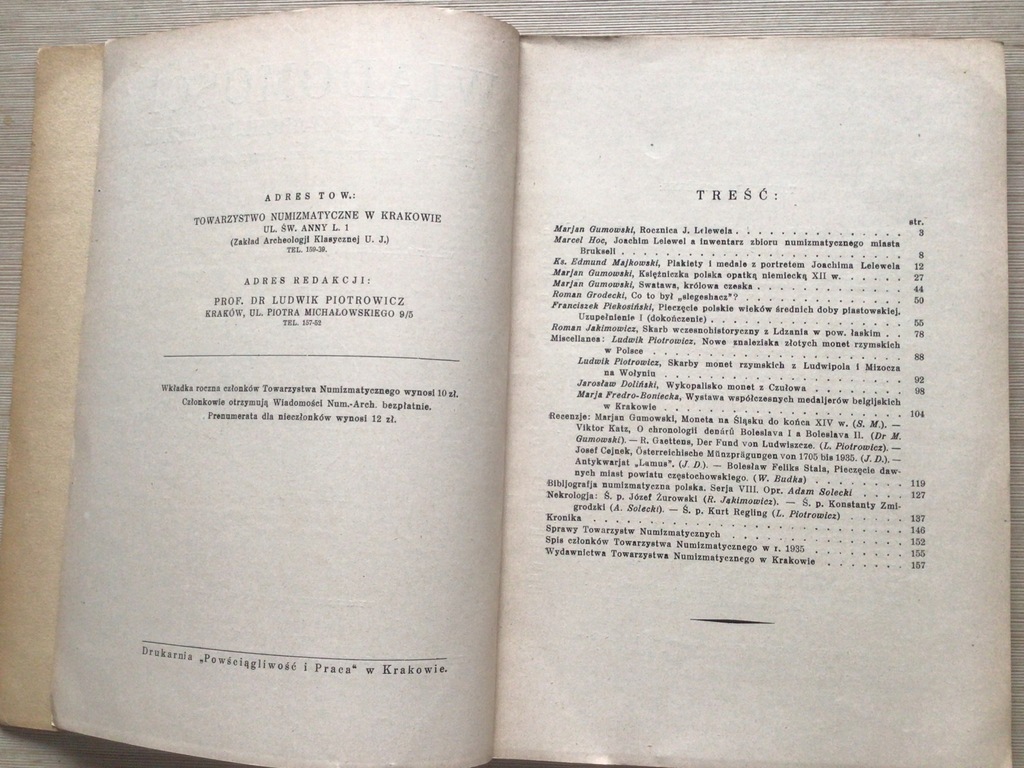 ADRES TOW.:
TOWARZYSTWO NUMIZMATYCZNE W KRAKOWIE
UL. ŚW. ANNY L. 1
(Zakład Archeologji Klasycznej U. J.)
TEL. 159-39.
ADRES REDAKCJI:
PROF. DR LUDWIK PIOTROWICZ
KRAKÓW, UL. PIOTRA MICHAŁOWSKIEGO 9/5
TEL. 157-52
Wkładka roczna członków Towarzystwa Numizmatycznego wynosi 10 zł.
Członkowie otrzymują Wiadomości Num.-Arch. bezpłatnie.
Prenumerata dla nieczłonków wynosi 12 zł.
Drukarnia „Powściągliwość i Praca" w Krakowie.
TREŚĆ:
str.
Marjan Gumowski, Rocznica J. Lelewela . . . . . . . . . . . 3
Marcel Hoc, Joachim Lelewel a inwentarz zbioru numizmatycznego miasta
Brukseli . . . . . . . . . . . . . . . . . 8
Ks. Edmund Majkowski, Plakiety i medale z portretem Joachima Lelewela 12
Marjan Gumowski, Księżniczka polska opatką niemiecką XII w. . . . . . 27
Marjan Gumowski, Swatawa, królowa czeska . . . . . . . . . . 44
Roman Grodecki, Co to był „siegeshacz"? . . . . . . . . . . . 50
Franciszek Piekosiński, Pieczęcie polskie wieków średnich doby piastowskiej,
Uzupełnienie I (dokończenie) . . . . . . . . . . . . 55
Roman Jakimowicz, Skarb wczesnohistoryczny z Ldzania w pow. łaskim . . 78
Miscellanea: Ludwik Piotrowicz, Nowe znaleziska złotych monet rzymskich
w Polsce . . . . . . . . . . . . . . . 88
Ludwik Piotrowicz, Skarby monet rzymskich z Ludwipola i Mizocza
na Wołyniu . . . . . . . . . . . . . . 92
Jarosław Doliński, Wykopalisko monet z Czułowa . . . . . . 98
Marja Fredro-Boniecka, Wystawa współczesnych medaljerów belgijskich
w Krakowie . . . . . . . . . . . . . . 104
Recenzje: Marjan Gumowski, Moneta na Śląsku do końca XIV w. (S. M.). —
Viktor Katz, O chronologii denárů Boleslava I a Boleslava II. (Dr M.
Gumowski). — R. Gaettens, Der Fund von Ludwiszcze. (L. Piotrowicz). —
Josef Cejnek, Österreichische Münzprägungen von 1705 bis 1935. (J. D.). —
Antykwarjat „Lamus". (J. D.). — Bolesław Feliks Stala, Pieczęcie daw-
nych miast powiatu częstochowskiego. (W. Budka) . . . . . . 119
Bibljografja numizmatyczna polska. Serja VIII. Opr. Adam Solecki . . . . 127
Nekrologja: Ś. p. Józef Żurowski (R. Jakimowicz). — Ś. p. Konstanty Żmi-
grodzki (A. Solecki). — Ś. p. Kurt Regling (L. Piotrowicz) . . . . 137
Kronika . . . . . . . . . . . . . . . . . . . . 146
Sprawy Towarzystw Numizmatycznych . . . . . . . . . . . . 152
Spis członków Towarzystwa Numizmatycznego w r. 1935 . . . . . . . 155
Wydawnictwa Towarzystwa Numizmatycznego w Krakowie . . . . . . 157